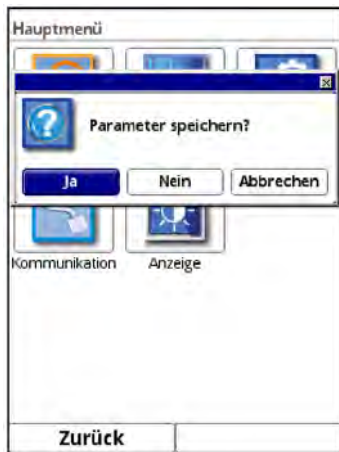 Hauptmenü
Parameter speichern?
Ja Nein Abbrechen
Kommunikation Anzeige
Zurück